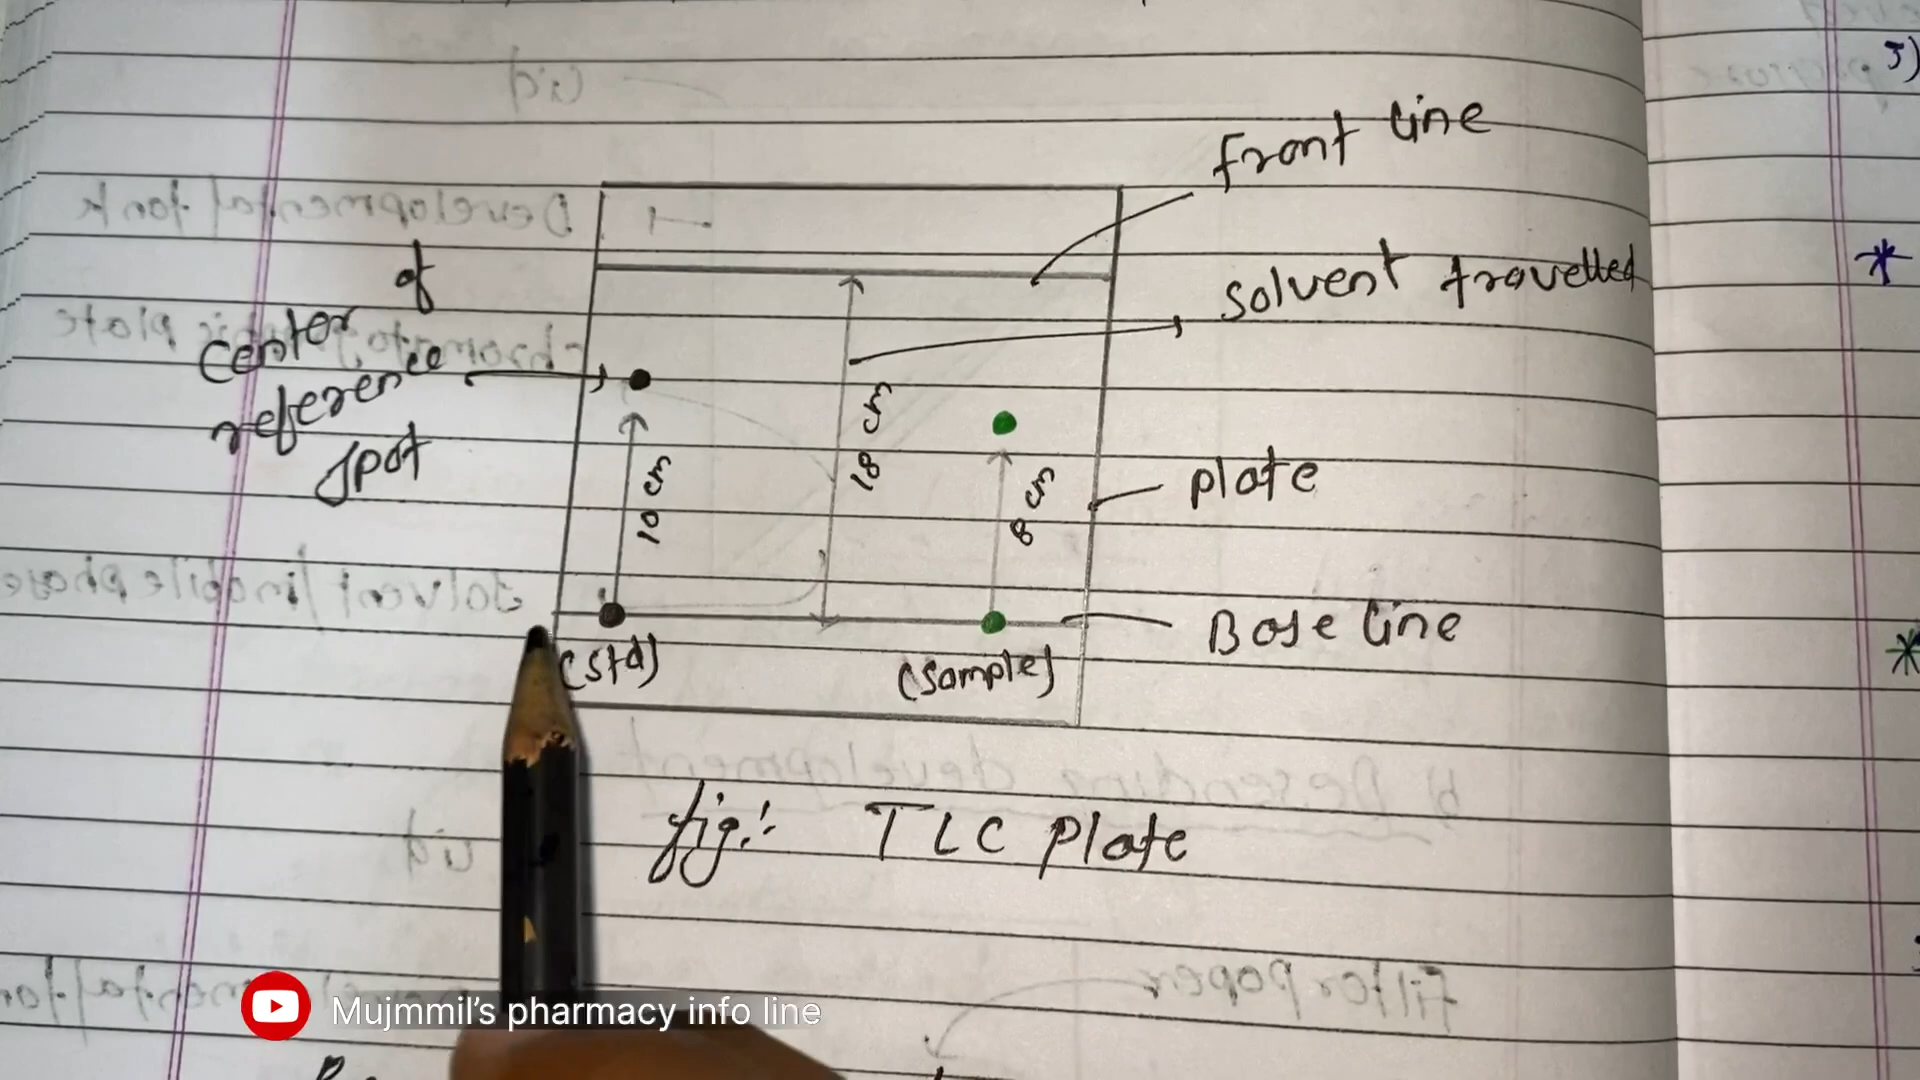 front line
solvent travelled
center of
reference
spot
10 cm
18 cm
8 cm
plate
Base line
(std)
(sample)
fig:- TLC Plate
Mujmmil's pharmacy info line
5)
*
*